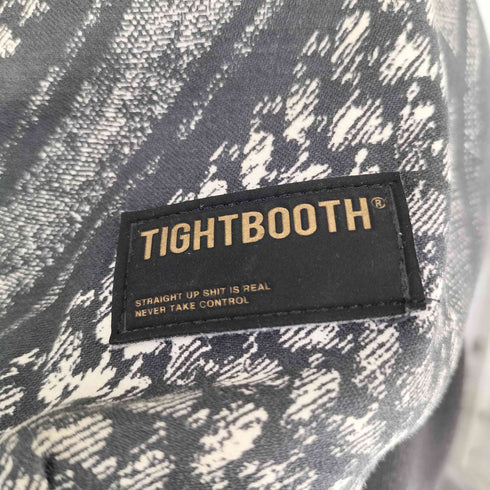 TIGHTBOOTH®
STRAIGHT UP SHIT IS REAL
NEVER TAKE CONTROL